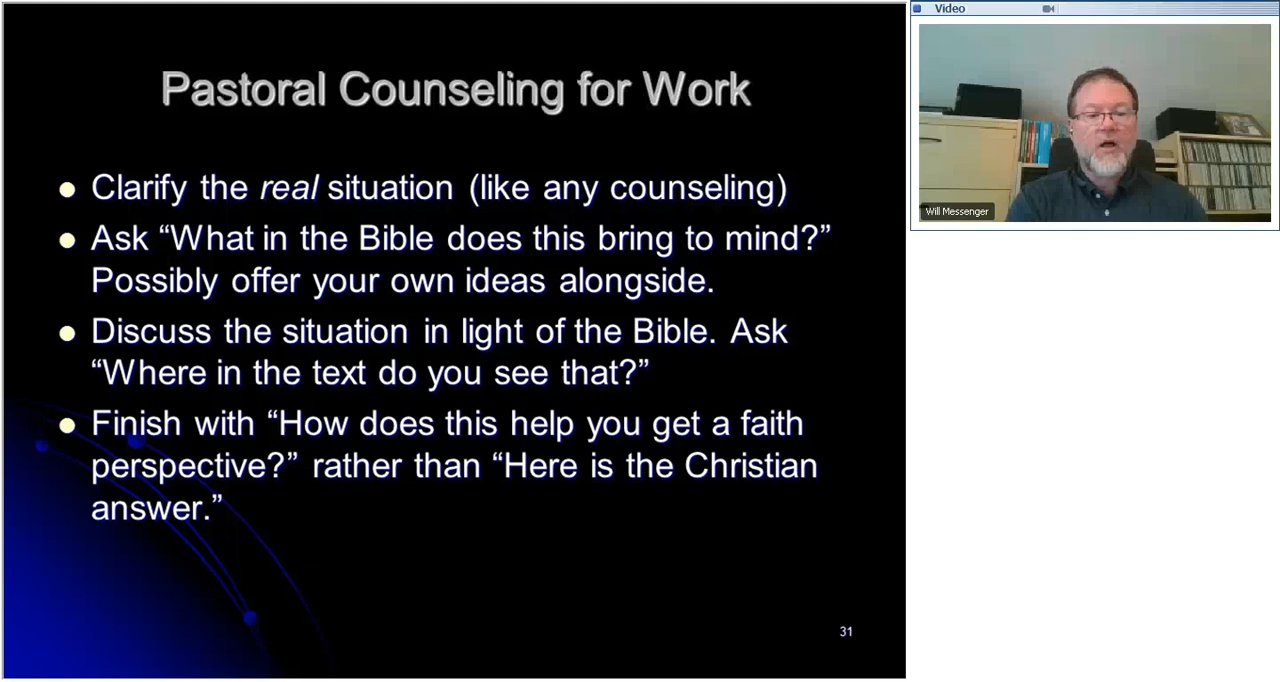 Pastoral Counseling for Work
Clarify the real situation (like any counseling)
Ask “What in the Bible does this bring to mind?”
Possibly offer your own ideas alongside.
Discuss the situation in light of the Bible. Ask
“Where in the text do you see that?”
Finish with “How does this help you get a faith
perspective?” rather than “Here is the Christian
answer.”
31
Video
Will Messenger